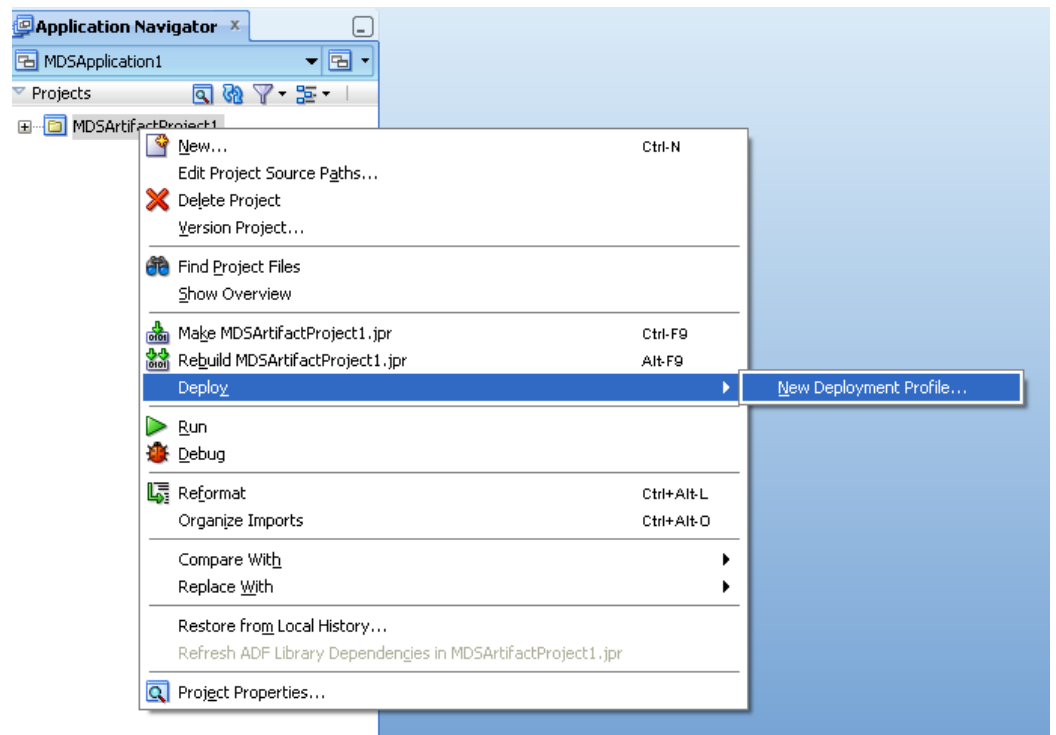 Application Navigator x
MDSApplication1
Projects
MDSArtifactProject1
New... Ctrl-N
Edit Project Source Paths...
Delete Project
Version Project...
Find Project Files
Show Overview
Make MDSArtifactProject1.jpr Ctrl-F9
Rebuild MDSArtifactProject1.jpr Alt-F9
Deploy New Deployment Profile...
Run
Debug
Reformat Ctrl+Alt-L
Organize Imports Ctrl+Alt-O
Compare With
Replace With
Restore from Local History...
Refresh ADF Library Dependencies in MDSArtifactProject1.jpr
Project Properties...